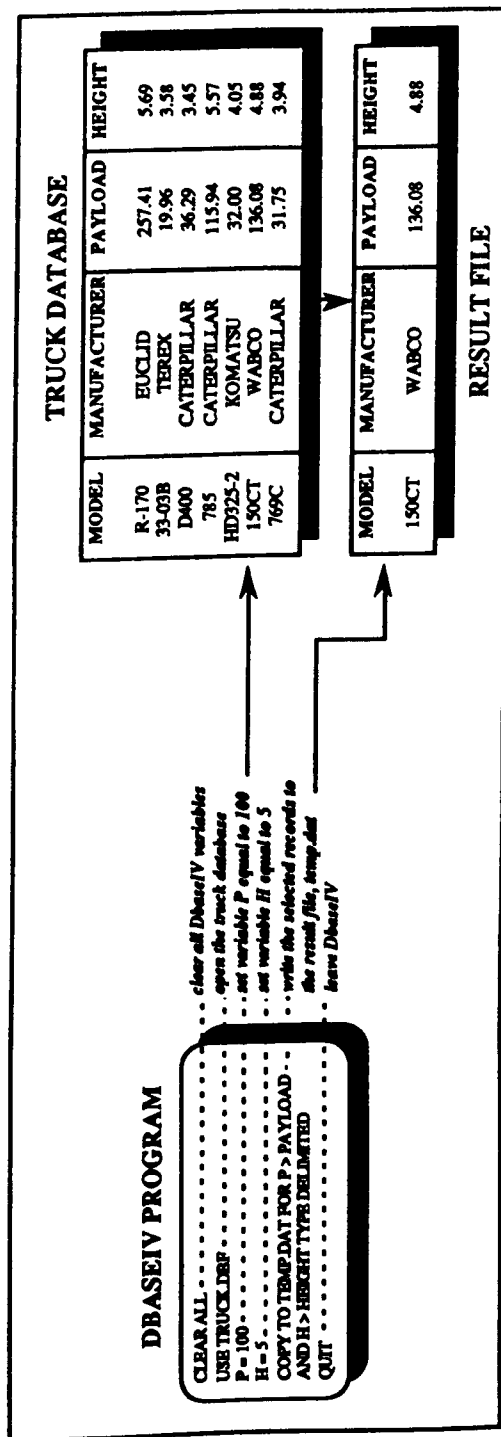 DBASEIV PROGRAM
CLEAR ALL - - - - - - - - - - - - clear all DbaseIV variables
USE TRUCK.DBF - - - - - - - - - - open the truck database
P = 100 - - - - - - - - - - - - - set variable P equal to 100
H = 5 - - - - - - - - - - - - - - set variable H equal to 5
COPY TO TEMP.DAT FOR P > PAYLOAD - - - - write the selected records to
AND H > HEIGHT TYPE DELIMITED the result file, temp.dat
QUIT - - - - - - - - - - - - - - leave DbaseIV
TRUCK DATABASE
MODEL MANUFACTURER PAYLOAD HEIGHT
R-170 EUCLID 257.41 5.69
33-03B TEREX 19.96 3.58
D400 CATERPILLAR 36.29 3.45
785 CATERPILLAR 115.94 5.57
HD325-2 KOMATSU 32.00 4.05
150CT WABCO 136.08 4.88
769C CATERPILLAR 31.75 3.94
MODEL MANUFACTURER PAYLOAD HEIGHT
150CT WABCO 136.08 4.88
RESULT FILE